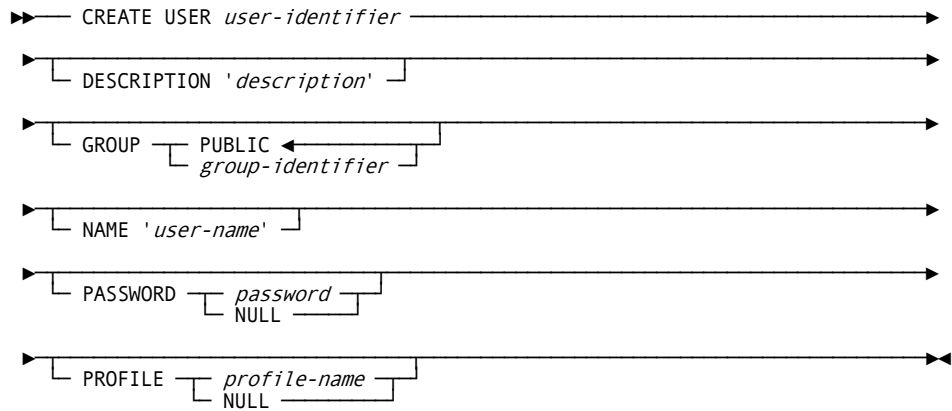 CREATE USER user-identifier
DESCRIPTION 'description'
GROUP PUBLIC
group-identifier
NAME 'user-name'
PASSWORD password
NULL
PROFILE profile-name
NULL